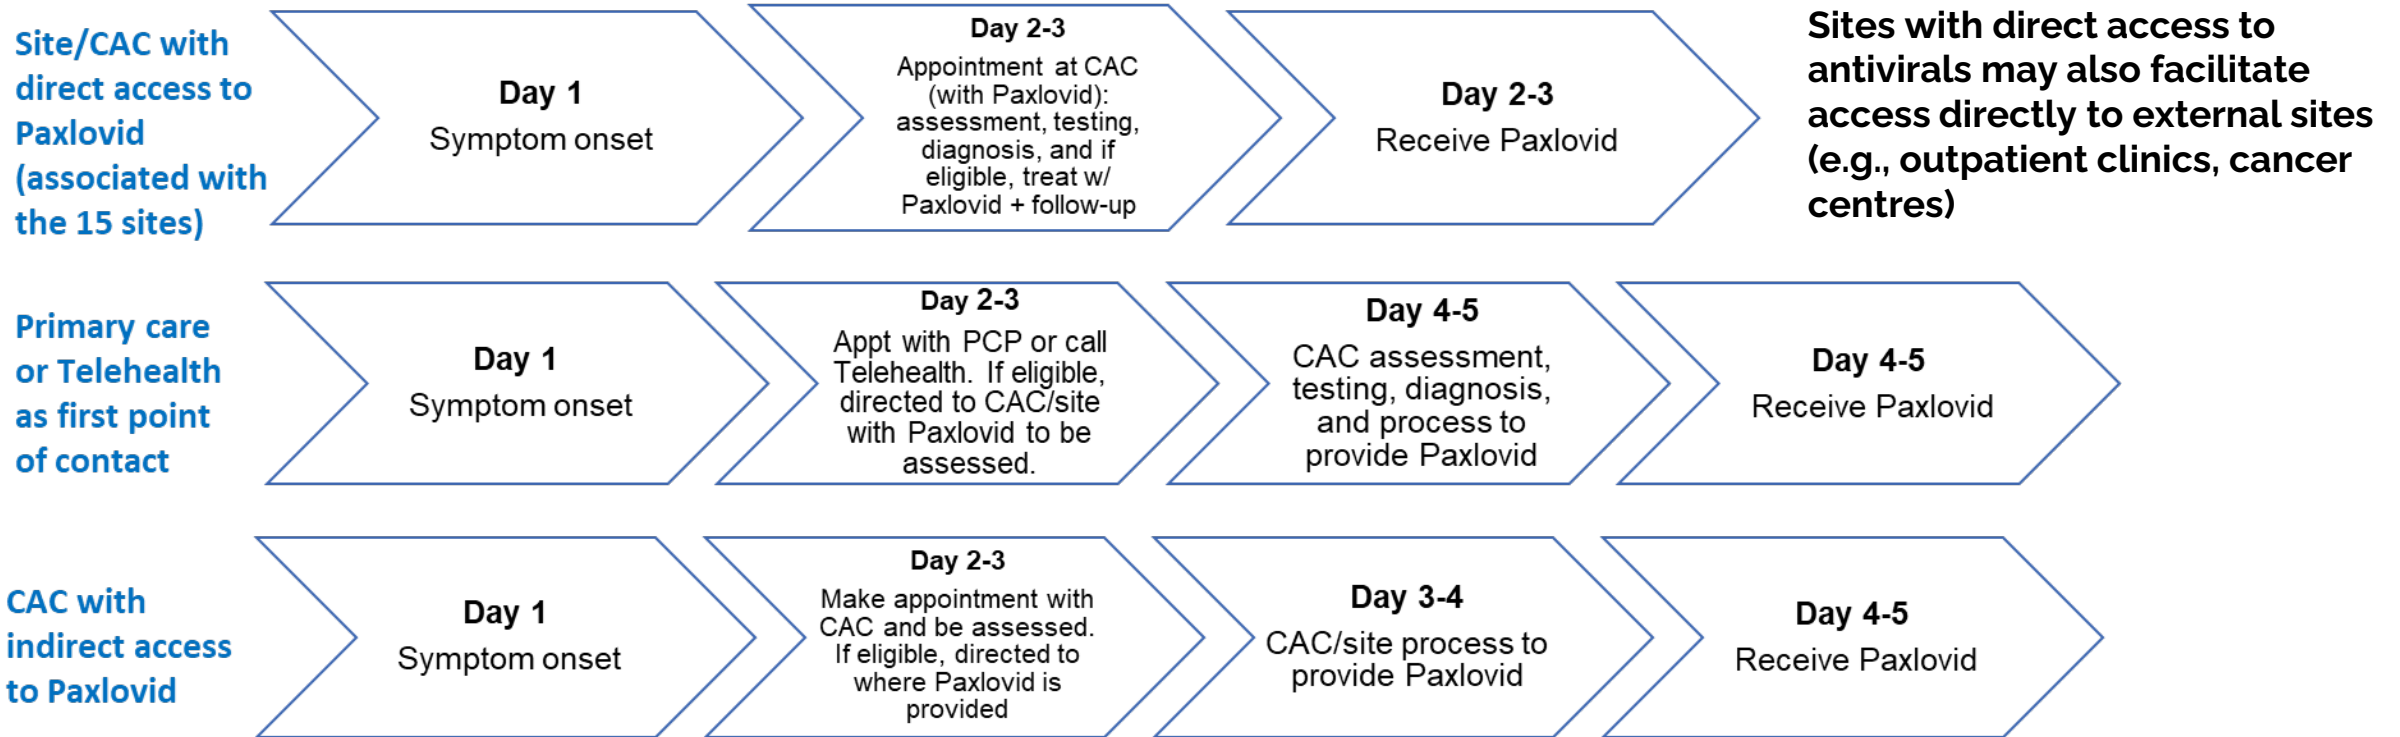 Site/CAC with
direct access to
Paxlovid
(associated with
the 15 sites)
Day 1
Symptom onset
Day 2-3
Appointment at CAC
(with Paxlovid):
assessment, testing,
diagnosis, and if
eligible, treat w/
Paxlovid + follow-up
Day 2-3
Receive Paxlovid
Sites with direct access to
antivirals may also facilitate
access directly to external sites
(e.g., outpatient clinics, cancer
centres)
Primary care
or Telehealth
as first point
of contact
Day 1
Symptom onset
Day 2-3
Appt with PCP or call
Telehealth. If eligible,
directed to CAC/site
with Paxlovid to be
assessed.
Day 4-5
CAC assessment,
testing, diagnosis,
and process to
provide Paxlovid
Day 4-5
Receive Paxlovid
CAC with
indirect access
to Paxlovid
Day 1
Symptom onset
Day 2-3
Make appointment with
CAC and be assessed.
If eligible, directed to
where Paxlovid is
provided
Day 3-4
CAC/site process to
provide Paxlovid
Day 4-5
Receive Paxlovid